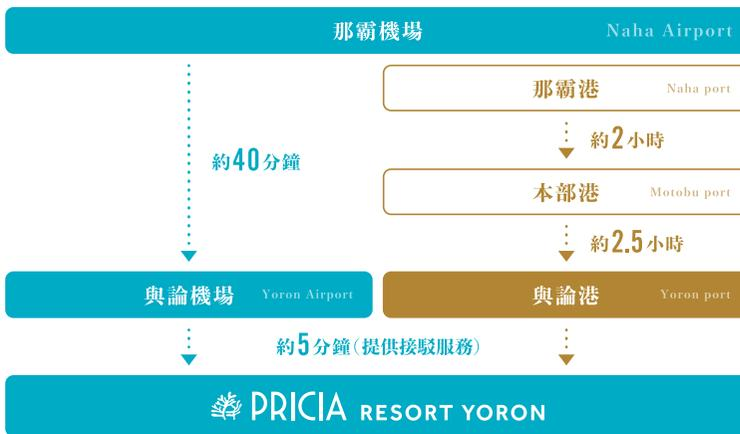 那霸機場 Naha Airport
那霸港 Naha port
約2小時
約40分鐘
本部港 Motobu port
約2.5小時
與論機場 Yoron Airport
與論港 Yoron port
約5分鐘(提供接駁服務)
PRICIA RESORT YORON